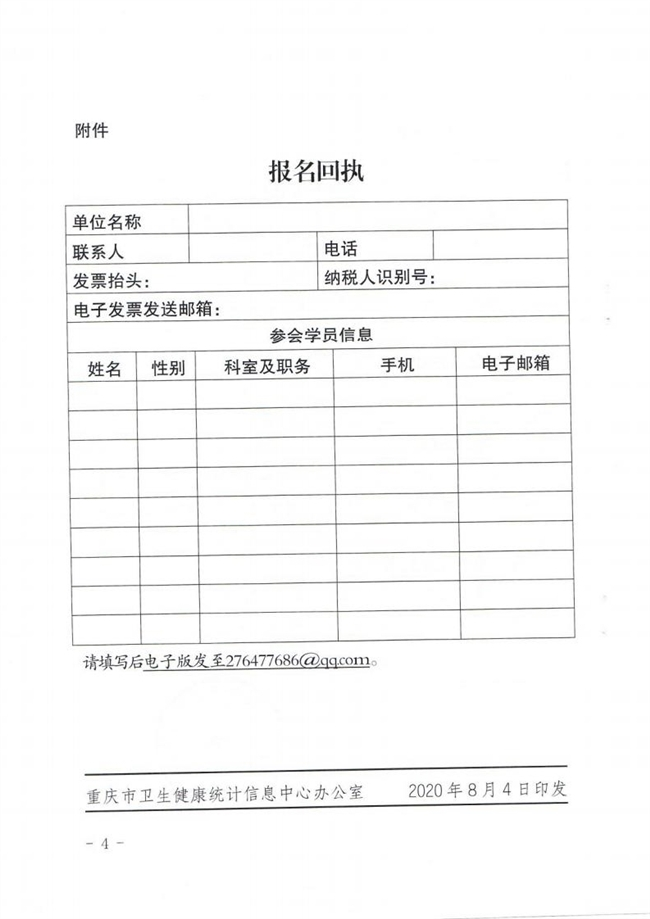 附件
报名回执
单位名称
联系人 电话
发票抬头： 纳税人识别号：
电子发票发送邮箱：
参会学员信息
姓名 性别 科室及职务 手机 电子邮箱
请填写后电子版发至276477686@qq.com。
重庆市卫生健康统计信息中心办公室 2020年8月4日印发
- 4 -